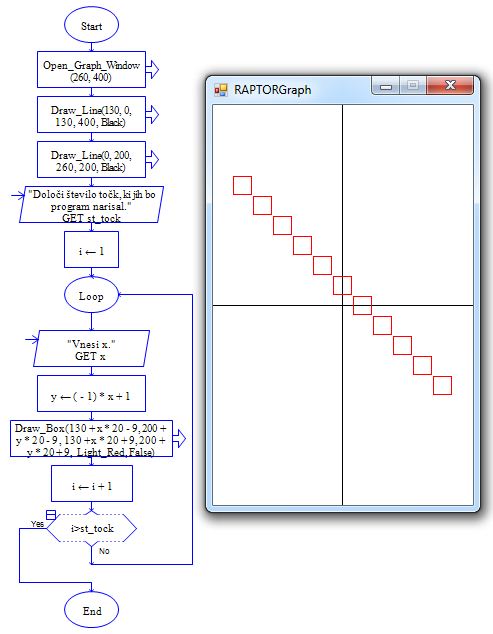 Start
Open_Graph_Window
(260, 400)
Draw_Line(130, 0,
130, 400, Black)
Draw_Line(0, 200,
260, 200, Black)
"Določi število točk, ki jih bo
program narisal."
GET st_tock
i ← 1
Loop
"Vnesi x."
GET x
y ← ( - 1) * x + 1
Draw_Box(130 + x * 20 - 9, 200 +
y * 20 - 9, 130 + x * 20 + 9, 200 +
y * 20 + 9, Light_Red, False)
i ← i + 1
i>st_tock
Yes
No
End
RAPTORGraph